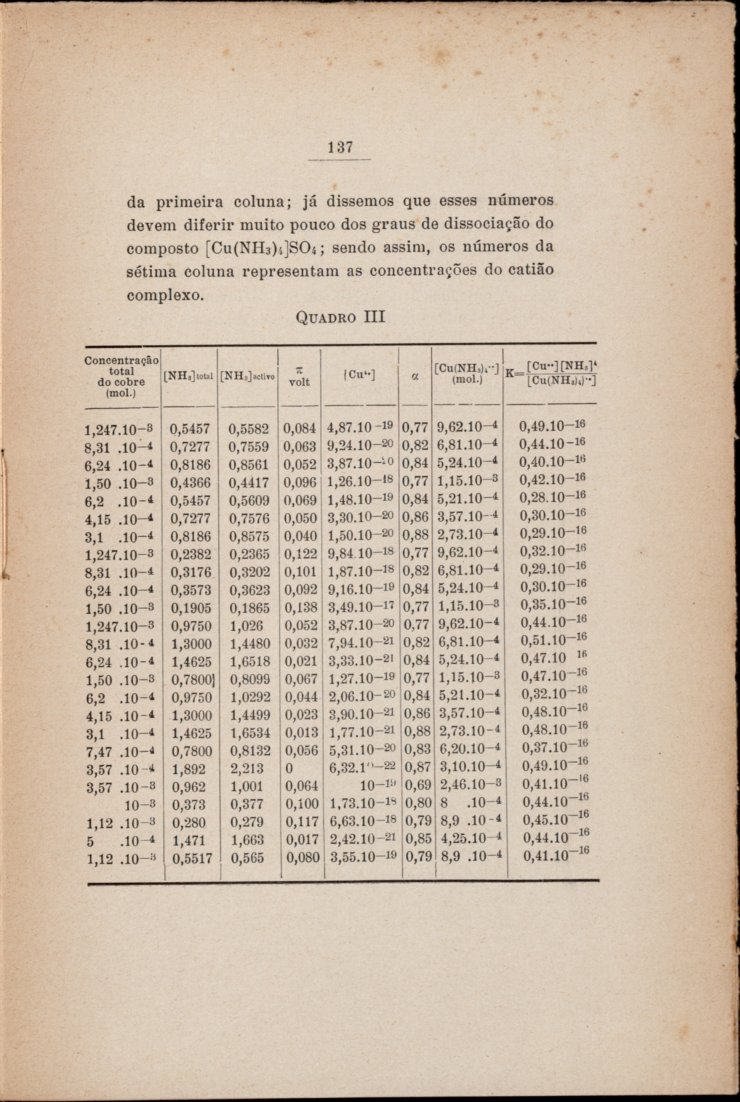 137
da primeira coluna; já dissemos que esses números
devem diferir muito pouco dos graus de dissociação do
composto [Cu(NH₃)₄]SO₄; sendo assim, os números da
sétima coluna representam as concentrações do catião
complexo.
QUADRO III
Concentração total do cobre (mol.) | [NH₃]total | [NH₃]activo | π volt | [Cu··] | α | [Cu(NH₃)₄··] (mol.) | K=[Cu··][NH₃]⁴/[Cu(NH₃)₄)··]
1,247.10—3 0,5457 0,5582 0,084 4,87.10—19 0,77 9,62.10—4 0,49.10—16
8,31 .10—4 0,7277 0,7559 0,063 9,24.10—20 0,82 6,81.10—4 0,44.10-16
6,24 .10-4 0,8186 0,8561 0,052 3,87.10—20 0,84 5,24.10—4 0,40.10—16
1,50 .10—3 0,4366 0,4417 0,096 1,26.10—18 0,77 1,15.10—3 0,42.10—16
6,2 .10-4 0,5457 0,5609 0,069 1,48.10—19 0,84 5,21.10—4 0,28.10—16
4,15 .10—4 0,7277 0,7576 0,050 3,30.10—20 0,86 3,57.10-4 0,30.10—16
3,1 .10—4 0,8186 0,8575 0,040 1,50.10—20 0,88 2,73.10—4 0,29.10—16
1,247.10—3 0,2382 0,2365 0,122 9,84 10—18 0,77 9,62.10—4 0,32.10—16
8,31 .10—4 0,3176 0,3202 0,101 1,87.10—18 0,82 6,81.10—4 0,29.10—16
6,24 .10—4 0,3573 0,3623 0,092 9,16.10—19 0,84 5,24.10—4 0,30.10—16
1,50 .10—3 0,1905 0,1865 0,138 3,49.10—17 0,77 1,15.10—3 0,35.10—16
1,247.10—3 0,9750 1,026 0,052 3,87.10—20 0,77 9,62.10-4 0,44.10—16
8,31 .10-4 1,3000 1,4480 0,032 7,94.10—21 0,82 6,81.10—4 0,51.10—16
6,24 .10-4 1,4625 1,6518 0,021 3,33.10—21 0,84 5,24.10—4 0,47.10 16
1,50 .10—3 0,7800 0,8099 0,067 1,27.10—19 0,77 1,15.10—3 0,47.10—16
6,2 .10—4 0,9750 1,0292 0,044 2,06.10—20 0,84 5,21.10—4 0,32.10—16
4,15 .10-4 1,3000 1,4499 0,023 3,90.10—21 0,86 3,57.10—4 0,48.10—16
3,1 .10—4 1,4625 1,6534 0,013 1,77.10—21 0,88 2,73.10-4 0,48.10—16
7,47 .10—4 0,7800 0,8132 0,056 5,31.10—20 0,83 6,20.10—4 0,37.10—16
3,57 .10-4 1,892 2,213 0 6,32.10—22 0,87 3,10.10—4 0,49.10—16
3,57 .10-3 0,962 1,001 0,064 10—19 0,69 2,46.10—3 0,41.10—16
10—3 0,373 0,377 0,100 1,73.10—18 0,80 8 .10—4 0,44.10—16
1,12 .10—3 0,280 0,279 0,117 6,63.10—18 0,79 8,9 .10-4 0,45.10—16
5 .10—4 1,471 1,663 0,017 2,42.10—21 0,85 4,25.10—4 0,44.10—16
1,12 .10—3 0,5517 0,565 0,080 3,55.10—19 0,79 8,9 .10—4 0,41.10—16